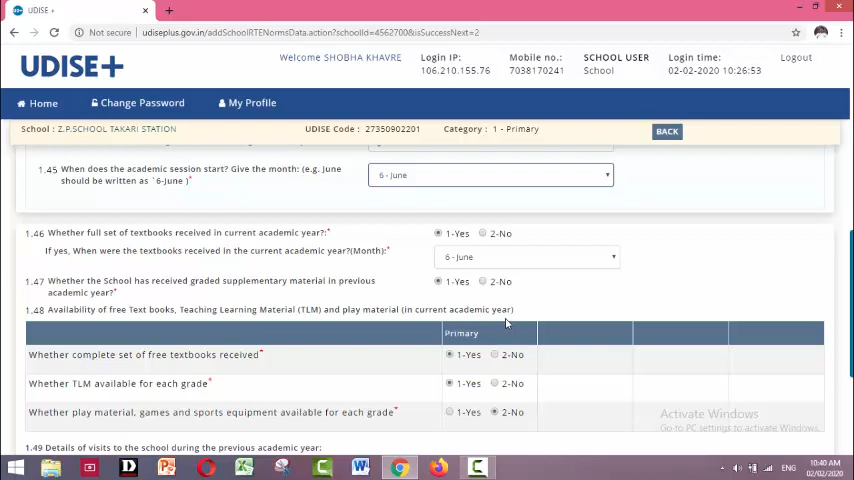 UDISE +
Not secure | udiseplus.gov.in/addSchoolRTENormsData.action?schoolId=4562700&isSuccessNext=2
UDISE+
Welcome SHOBHA KHAVRE
Login IP:
106.210.155.76
Mobile no.:
7038170241
SCHOOL USER
School
Login time:
02-02-2020 10:26:53
Logout
Home
Change Password
My Profile
School : Z.P.SCHOOL TAKARI STATION
UDISE Code : 27350902201
Category : 1 - Primary
BACK
1.45 When does the academic session start? Give the month: (e.g. June
should be written as `6-June )*
6 - June
1.46 Whether full set of textbooks received in current academic year?:*
1-Yes 2-No
If yes, When were the textbooks received in the current academic year?(Month):*
6 - June
1.47 Whether the School has received graded supplementary material in previous
academic year?*
1-Yes 2-No
1.48 Availability of free Text books, Teaching Learning Material (TLM) and play material (in current academic year)
Primary
Whether complete set of free textbooks received* 1-Yes 2-No
Whether TLM available for each grade* 1-Yes 2-No
Whether play material, games and sports equipment available for each grade* 1-Yes 2-No
Activate Windows
Go to PC settings to activate Windows.
1.49 Details of visits to the school during the previous academic year:
ENG
10:40 AM
02/02/2020